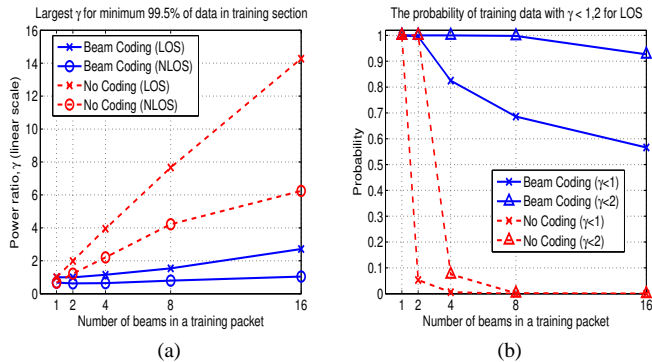 Largest γ for minimum 99.5% of data in training section
16
14
12
10
8
6
4
2
0
Power ratio, γ (linear scale)
Beam Coding (LOS)
Beam Coding (NLOS)
No Coding (LOS)
No Coding (NLOS)
1 2 4 8 16
Number of beams in a training packet
(a)
The probability of training data with γ < 1,2 for LOS
1
0.9
0.8
0.7
0.6
0.5
0.4
0.3
0.2
0.1
0
Probability
Beam Coding (γ<1)
Beam Coding (γ<2)
No Coding (γ<1)
No Coding (γ<2)
1 2 4 8 16
Number of beams in a training packet
(b)